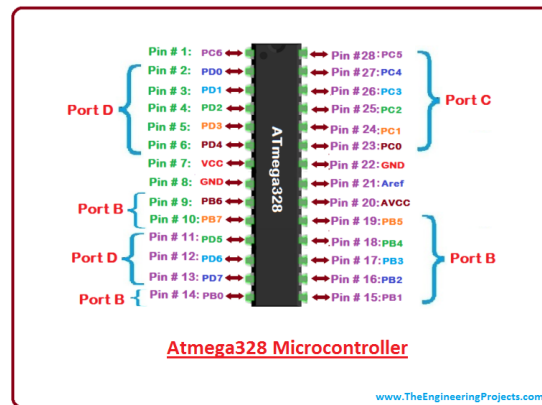 Pin # 1: PC6
Pin # 2: PD0
Pin # 3: PD1
Pin # 4: PD2
Pin # 5: PD3
Pin # 6: PD4
Port D
Pin # 7: VCC
Pin # 8: GND
Pin # 9: PB6
Pin # 10: PB7
Port B
Pin # 11: PD5
Pin # 12: PD6
Pin # 13: PD7
Port D
Pin # 14: PB0
Port B
ATmega328
Pin #28: PC5
Pin #27: PC4
Pin #26: PC3
Pin #25: PC2
Pin #24: PC1
Pin #23: PC0
Port C
Pin #22: GND
Pin #21: Aref
Pin #20: AVCC
Pin #19: PB5
Pin #18: PB4
Pin #17: PB3
Pin #16: PB2
Pin #15: PB1
Port B
Atmega328 Microcontroller
www.TheEngineeringProjects.com